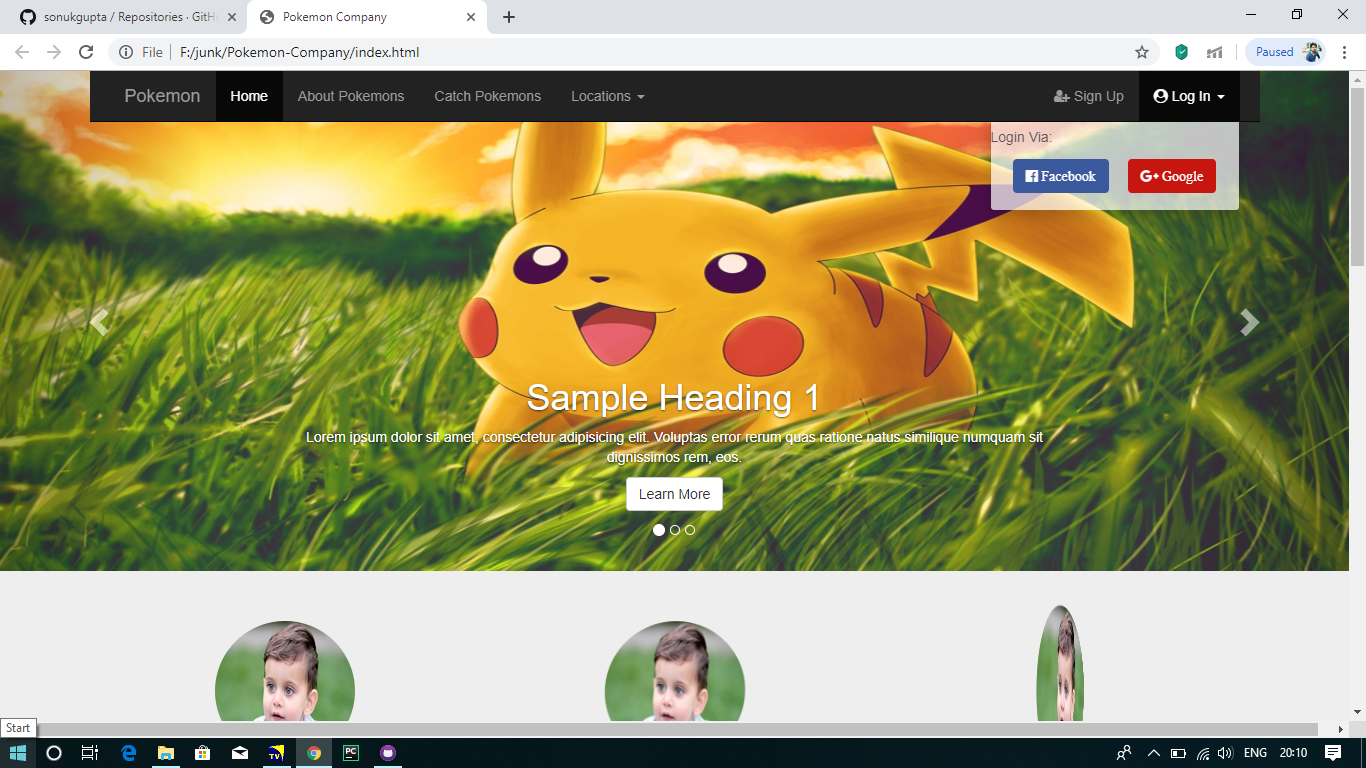 sonukgupta / Repositories · GitH
Pokemon Company
File
F:/junk/Pokemon-Company/index.html
Paused
Pokemon
Home
About Pokemons
Catch Pokemons
Locations
Sign Up
Log In
Login Via:
Facebook
G+ Google
Sample Heading 1
Lorem ipsum dolor sit amet, consectetur adipisicing elit. Voluptas error rerum quas ratione natus similique numquam sit
dignissimos rem, eos.
Learn More
Start
TV
PC
ENG
20:10